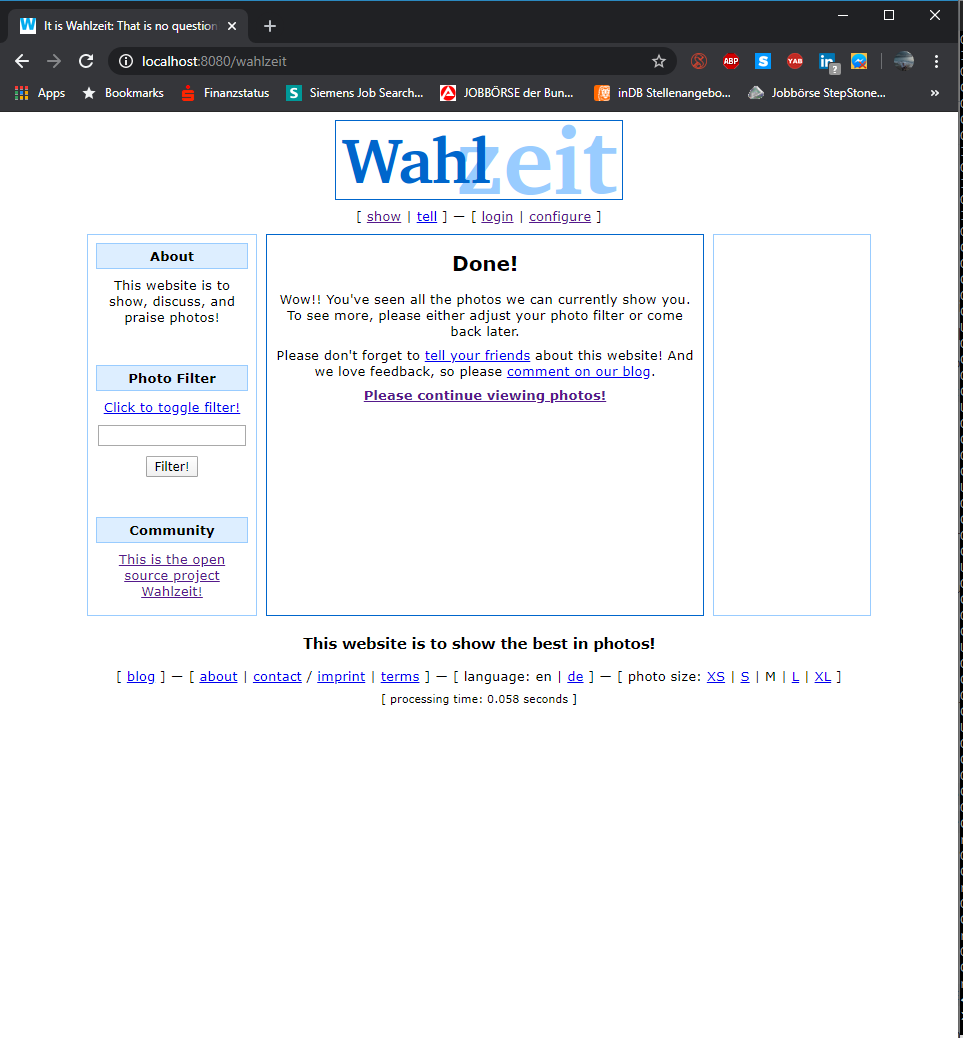 It is Wahlzeit: That is no question
localhost:8080/wahlzeit
ABP
S
YAB
in
?
Apps
Bookmarks
Finanzstatus
S
Siemens Job Search...
JOBBÖRSE der Bun...
inDB Stellenangebo...
Jobbörse StepStone...
»
Wahlzeit
[ show | tell ] — [ login | configure ]
About
This website is to
show, discuss, and
praise photos!
Photo Filter
Click to toggle filter!
Filter!
Community
This is the open
source project
Wahlzeit!
Done!
Wow!! You've seen all the photos we can currently show you.
To see more, please either adjust your photo filter or come
back later.
Please don't forget to tell your friends about this website! And
we love feedback, so please comment on our blog.
Please continue viewing photos!
This website is to show the best in photos!
[ blog ] — [ about | contact / imprint | terms ] — [ language: en | de ] — [ photo size: XS | S | M | L | XL ]
[ processing time: 0.058 seconds ]